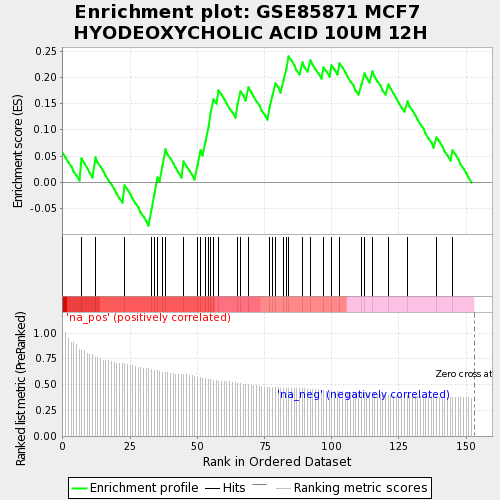 Enrichment plot: GSE85871 MCF7
HYODEOXYCHOLIC ACID 10UM 12H
Enrichment score (ES)
0.25
0.20
0.15
0.10
0.05
0.00
-0.05
'na_pos' (positively correlated)
Ranked list metric (PreRanked)
1.00
0.75
0.50
0.25
0.00
Zero cross at
'na_neg' (negatively correlated)
0
25
50
75
100
125
150
Rank in Ordered Dataset
Enrichment profile
Hits
Ranking metric scores